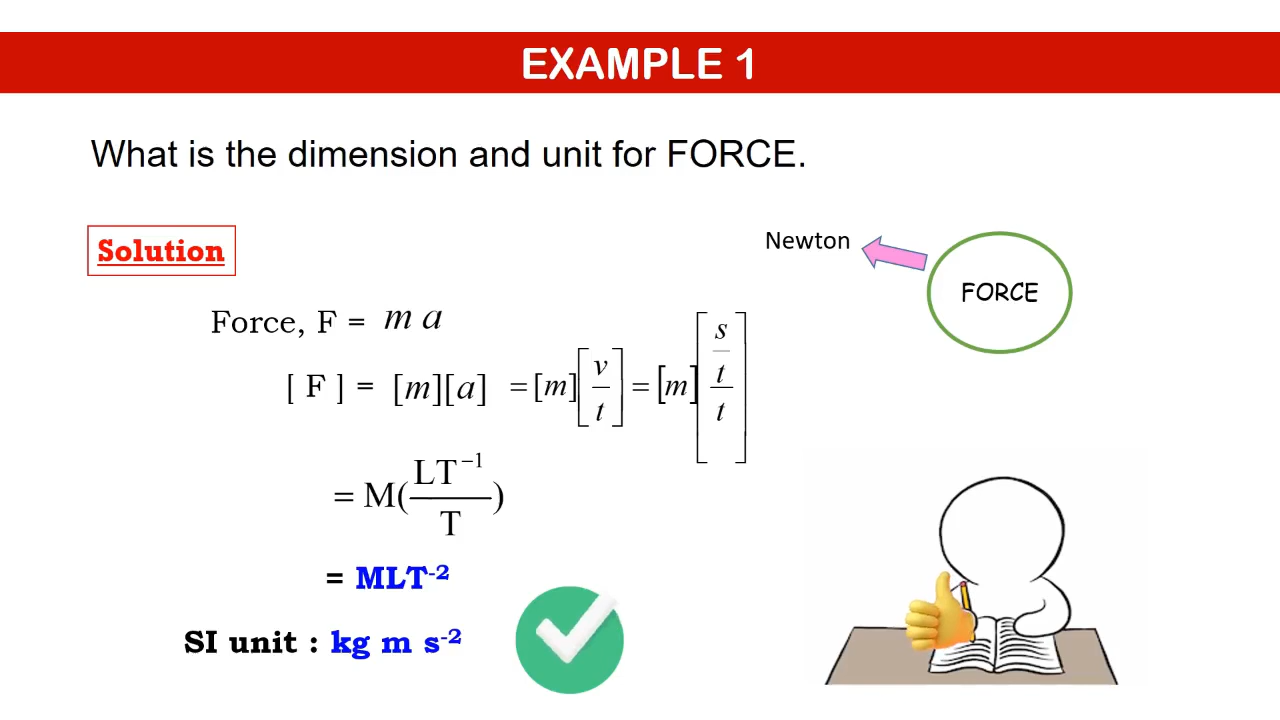 EXAMPLE 1
What is the dimension and unit for FORCE.
Solution
Newton
FORCE
Force, F = m a
[ F ] = [m][a] = [m][v/t] = [m][s/t/t]
= M(LT⁻¹/T)
= MLT⁻²
SI unit : kg m s⁻²